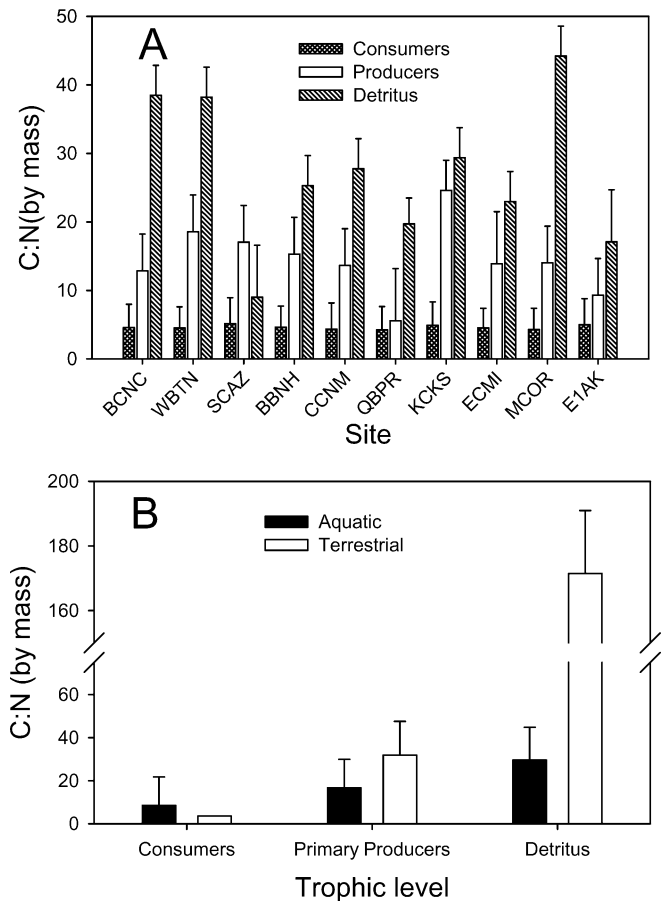 50
A
Consumers
40
Producers
Detritus
30
20
10
0
C:N(by mass)
BCNC WBTN SCAZ BBNH CCNM QBPR KCKS ECMI MCOR E1AK
Site
200
B
Aquatic
180
Terrestrial
160
60
40
20
0
C:N (by mass)
Consumers Primary Producers Detritus
Trophic level